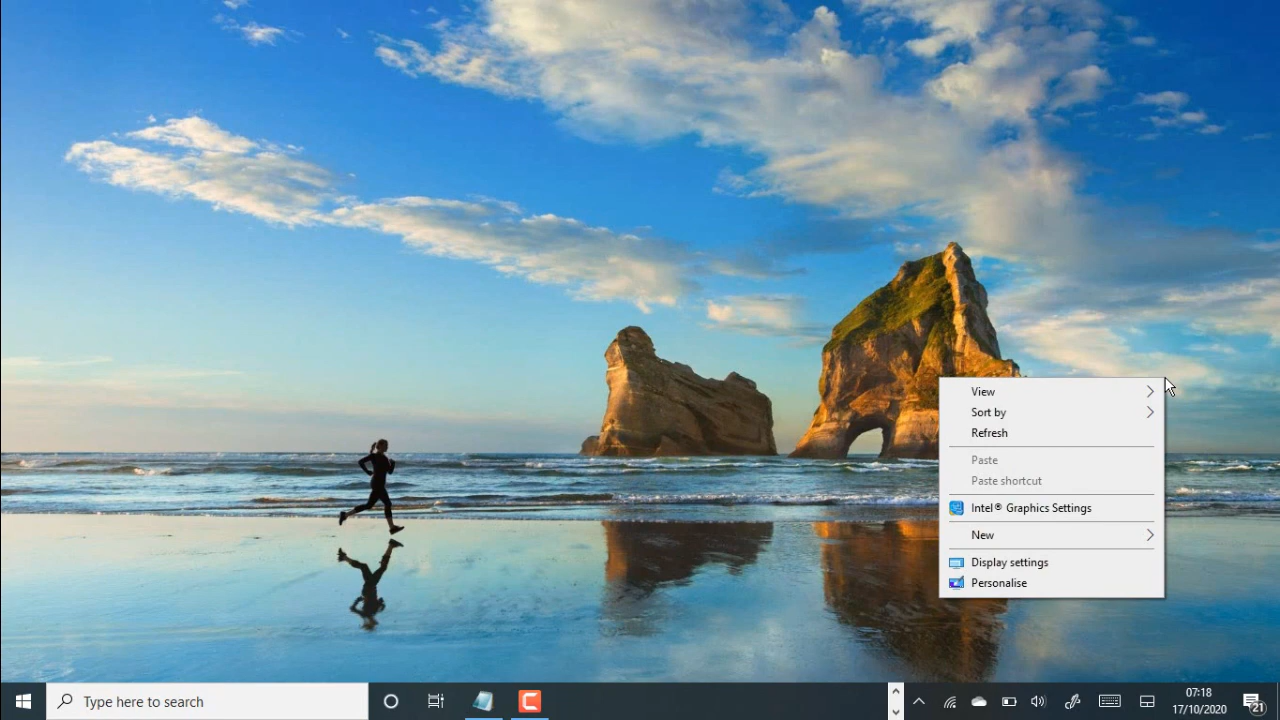 View
Sort by
Refresh
Paste
Paste shortcut
Intel® Graphics Settings
New
Display settings
Personalise
Type here to search
07:18
17/10/2020
21